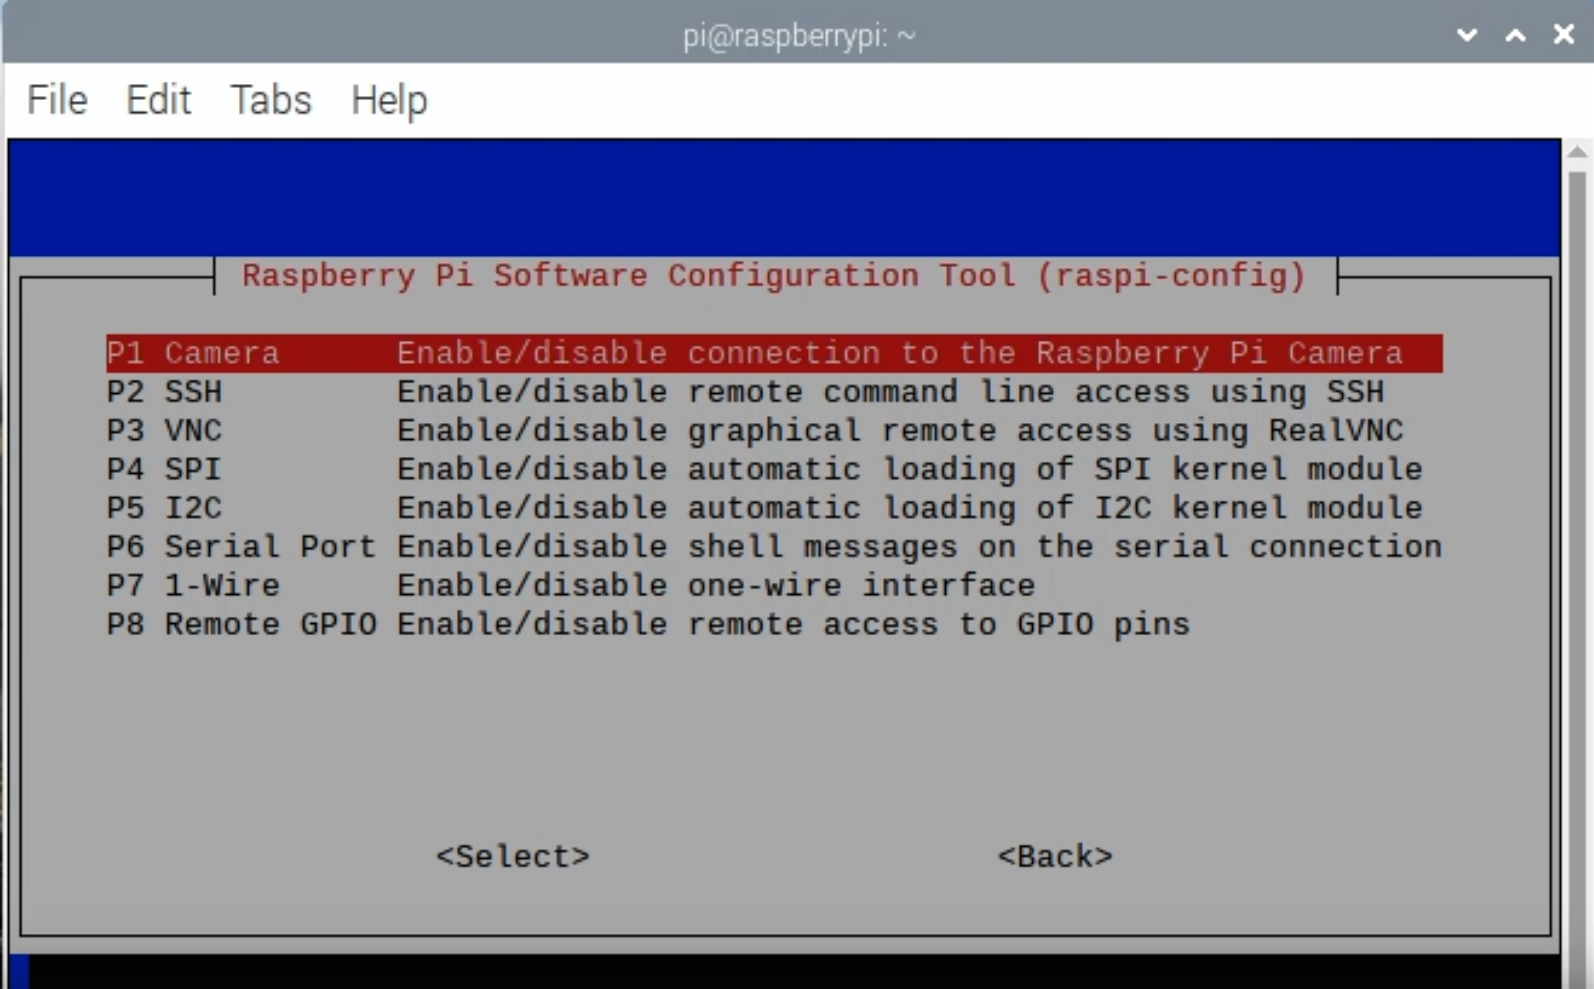 pi@raspberrypi: ~
File Edit Tabs Help
Raspberry Pi Software Configuration Tool (raspi-config)
P1 Camera Enable/disable connection to the Raspberry Pi Camera
P2 SSH Enable/disable remote command line access using SSH
P3 VNC Enable/disable graphical remote access using RealVNC
P4 SPI Enable/disable automatic loading of SPI kernel module
P5 I2C Enable/disable automatic loading of I2C kernel module
P6 Serial Port Enable/disable shell messages on the serial connection
P7 1-Wire Enable/disable one-wire interface
P8 Remote GPIO Enable/disable remote access to GPIO pins
<Select> <Back>